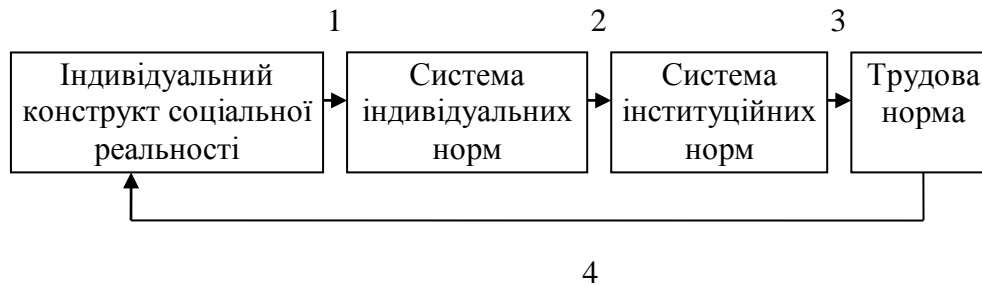 1 2 3
Індивідуальний
конструкт соціальної
реальності
Система
індивідуальних
норм
Система
інституційних
норм
Трудова
норма
4